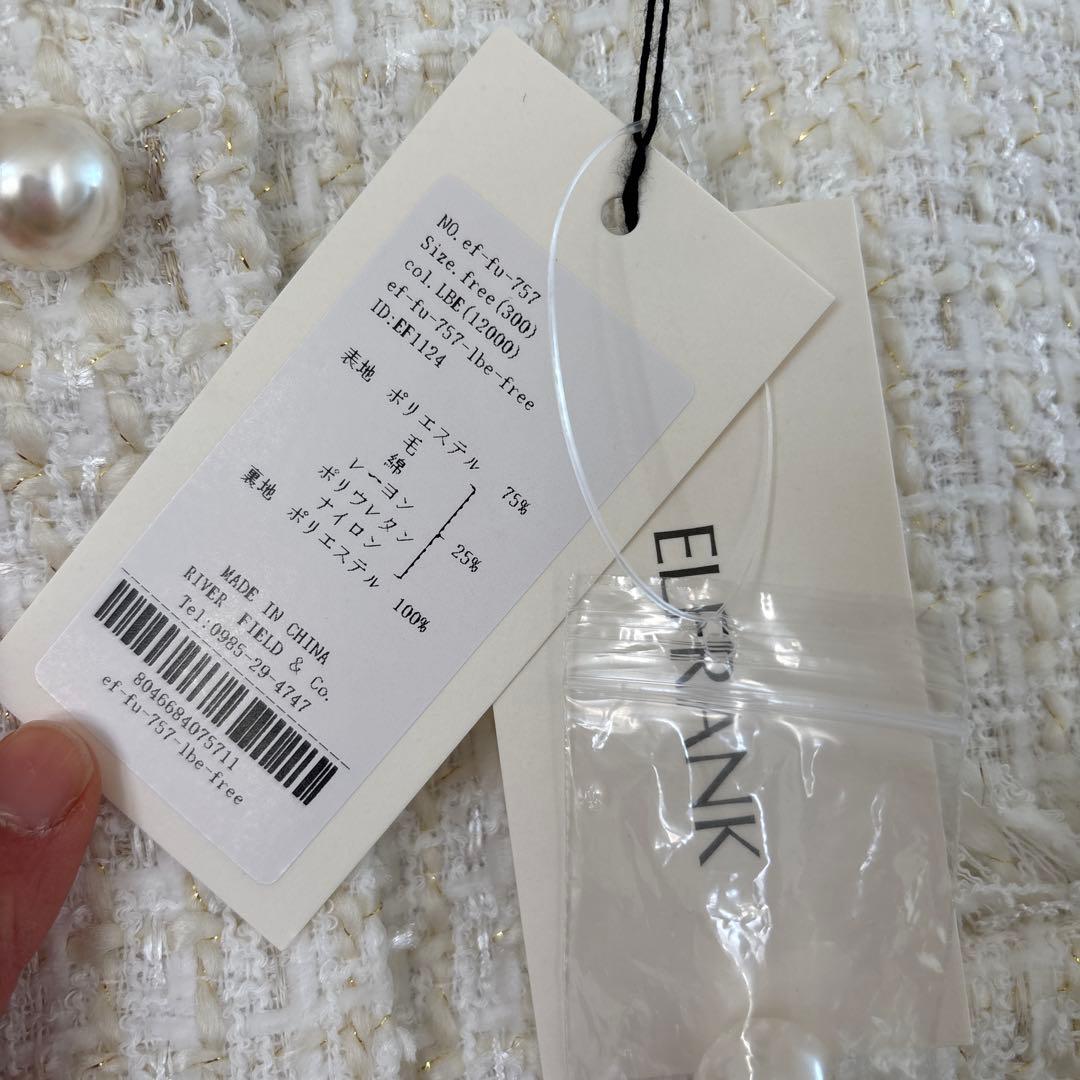 NO. ef-fu-757
Size. free(300)
col. LBE(12000)
ef-fu-757-lbe-free
ID:EF1124
表地 ポリエステル 75%
毛
綿
レーヨン
ポリウレタン
ナイロン 25%
裏地 ポリエステル 100%
MADE IN CHINA
RIVER FIELD & Co.
Tel:0985-29-4747
8046684075711
ef-fu-757-lbe-free
ELFRANK